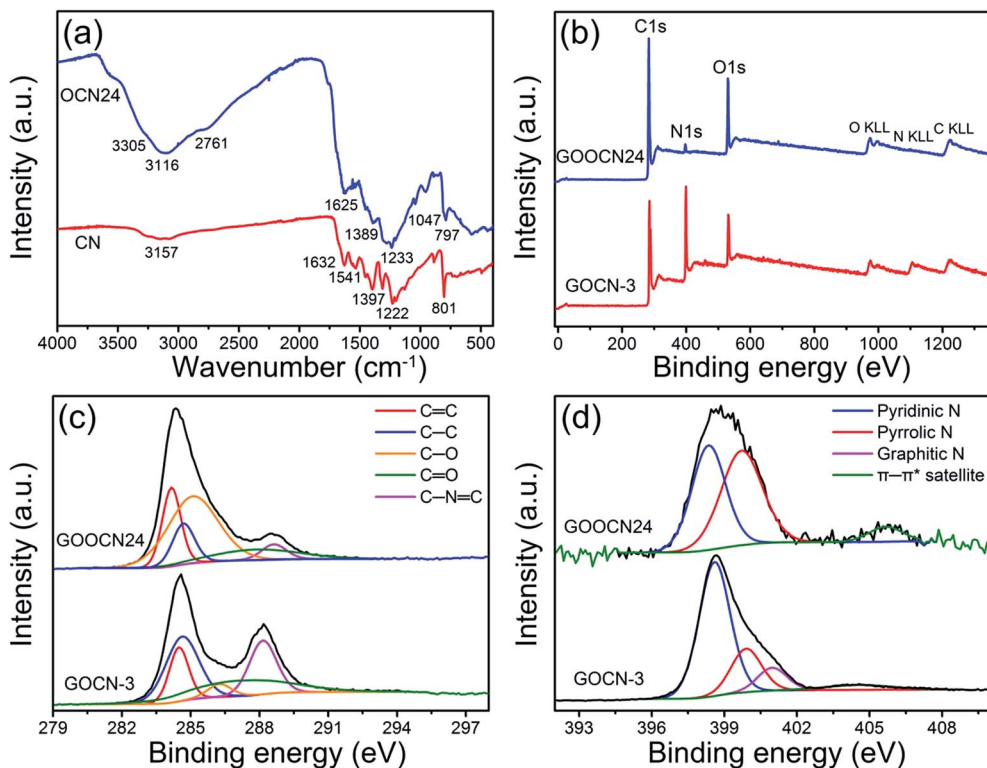 (a)
OCN24
3305
3116
2761
1625
1389
1233
1047
797
CN
3157
1632
1541
1397
1222
801
4000 3500 3000 2500 2000 1500 1000 500
Wavenumber (cm⁻¹)
Intensity (a.u.)
(b)
C1s
O1s
N1s
O KLL
N KLL
C KLL
GOOCN24
GOCN-3
0 200 400 600 800 1000 1200
Binding energy (eV)
Intensity (a.u.)
(c)
C=C
C–C
C–O
C=O
C–N=C
GOOCN24
GOCN-3
279 282 285 288 291 294 297
Binding energy (eV)
Intensity (a.u.)
(d)
Pyridinic N
Pyrrolic N
Graphitic N
π–π* satellite
GOOCN24
GOCN-3
393 396 399 402 405 408
Binding energy (eV)
Intensity (a.u.)